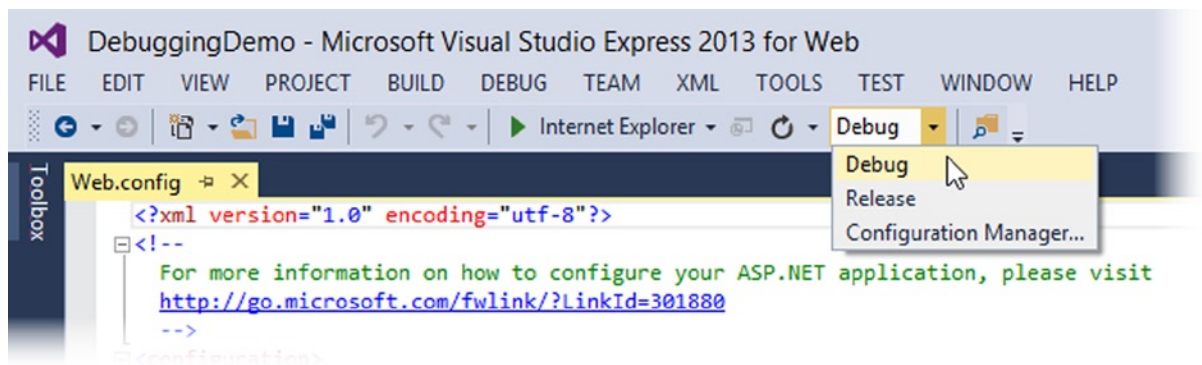 DebuggingDemo - Microsoft Visual Studio Express 2013 for Web
FILE EDIT VIEW PROJECT BUILD DEBUG TEAM XML TOOLS TEST WINDOW HELP
Internet Explorer Debug
Debug
Release
Configuration Manager...
Toolbox
Web.config
<?xml version="1.0" encoding="utf-8"?>
<!--
For more information on how to configure your ASP.NET application, please visit
http://go.microsoft.com/fwlink/?LinkId=301880
-->
<configuration>